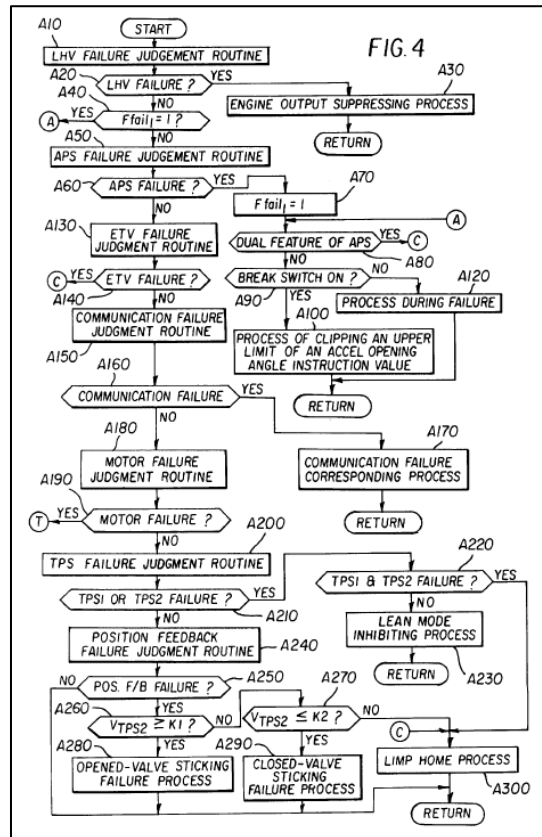 START
FIG. 4
A10
LHV FAILURE JUDGEMENT ROUTINE
A20
LHV FAILURE ?
YES
NO
A30
ENGINE OUTPUT SUPPRESSING PROCESS
RETURN
A40
YES
A
Ffail1 = 1 ?
NO
A50
APS FAILURE JUDGEMENT ROUTINE
A60
APS FAILURE ?
YES
NO
A70
Ffail1 = 1
A
A130
ETV FAILURE
JUDGMENT ROUTINE
DUAL FEATURE OF APS
YES
C
A80
NO
C
YES
ETV FAILURE ?
A140
NO
BREAK SWITCH ON ?
NO
A90
YES
A120
PROCESS DURING FAILURE
COMMUNICATION FAILURE
JUDGMENT ROUTINE
A150
A100
PROCESS OF CLIPPING AN UPPER
LIMIT OF AN ACCEL OPENING
ANGLE INSTRUCTION VALUE
RETURN
A160
COMMUNICATION FAILURE
YES
NO
A180
MOTOR FAILURE
JUDGMENT ROUTINE
A170
COMMUNICATION FAILURE
CORRESPONDING PROCESS
RETURN
A190
T
YES
MOTOR FAILURE ?
NO
A200
TPS FAILURE JUDGMENT ROUTINE
TPS1 OR TPS2 FAILURE ?
YES
A210
NO
A220
TPS1 & TPS2 FAILURE ?
YES
NO
LEAN MODE
INHIBITING PROCESS
A230
RETURN
POSITION FEEDBACK
FAILURE JUDGMENT ROUTINE
A240
NO
POS. F/B FAILURE ?
A250
YES
A260
VTPS2 ≥ K1 ?
NO
YES
A270
VTPS2 ≤ K2 ?
NO
YES
C
A280
OPENED-VALVE STICKING
FAILURE PROCESS
A290
CLOSED-VALVE
STICKING
FAILURE PROCESS
LIMP HOME PROCESS
A300
RETURN